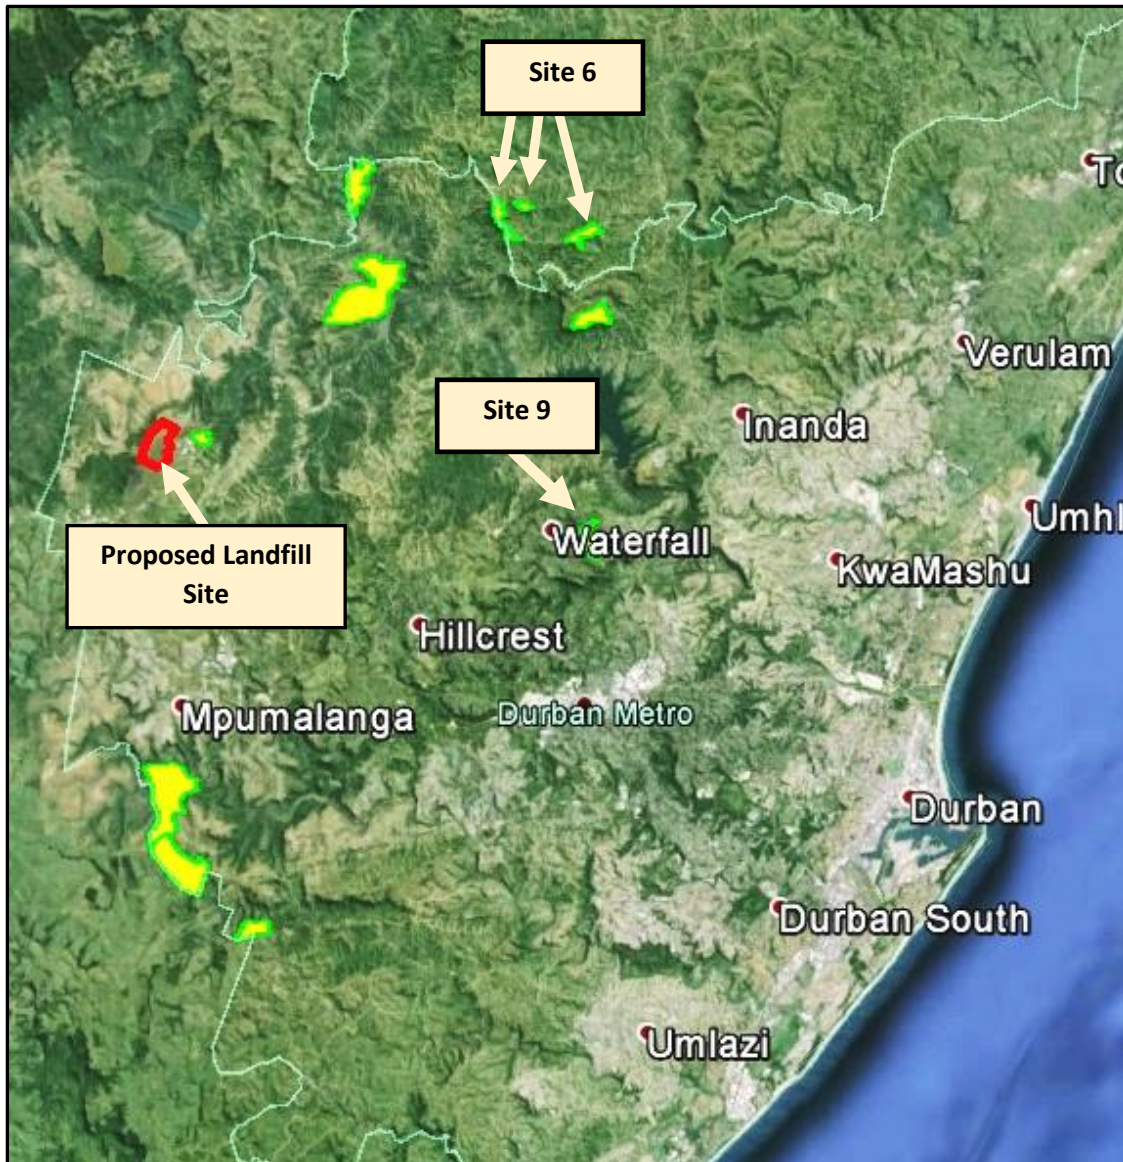 Site 6
To
Verulam
Site 9
Inanda
Umhl
Waterfall
Proposed Landfill
Site
KwaMashu
Hillcrest
Mpumalanga
Durban Metro
Durban
Durban South
Umlazi